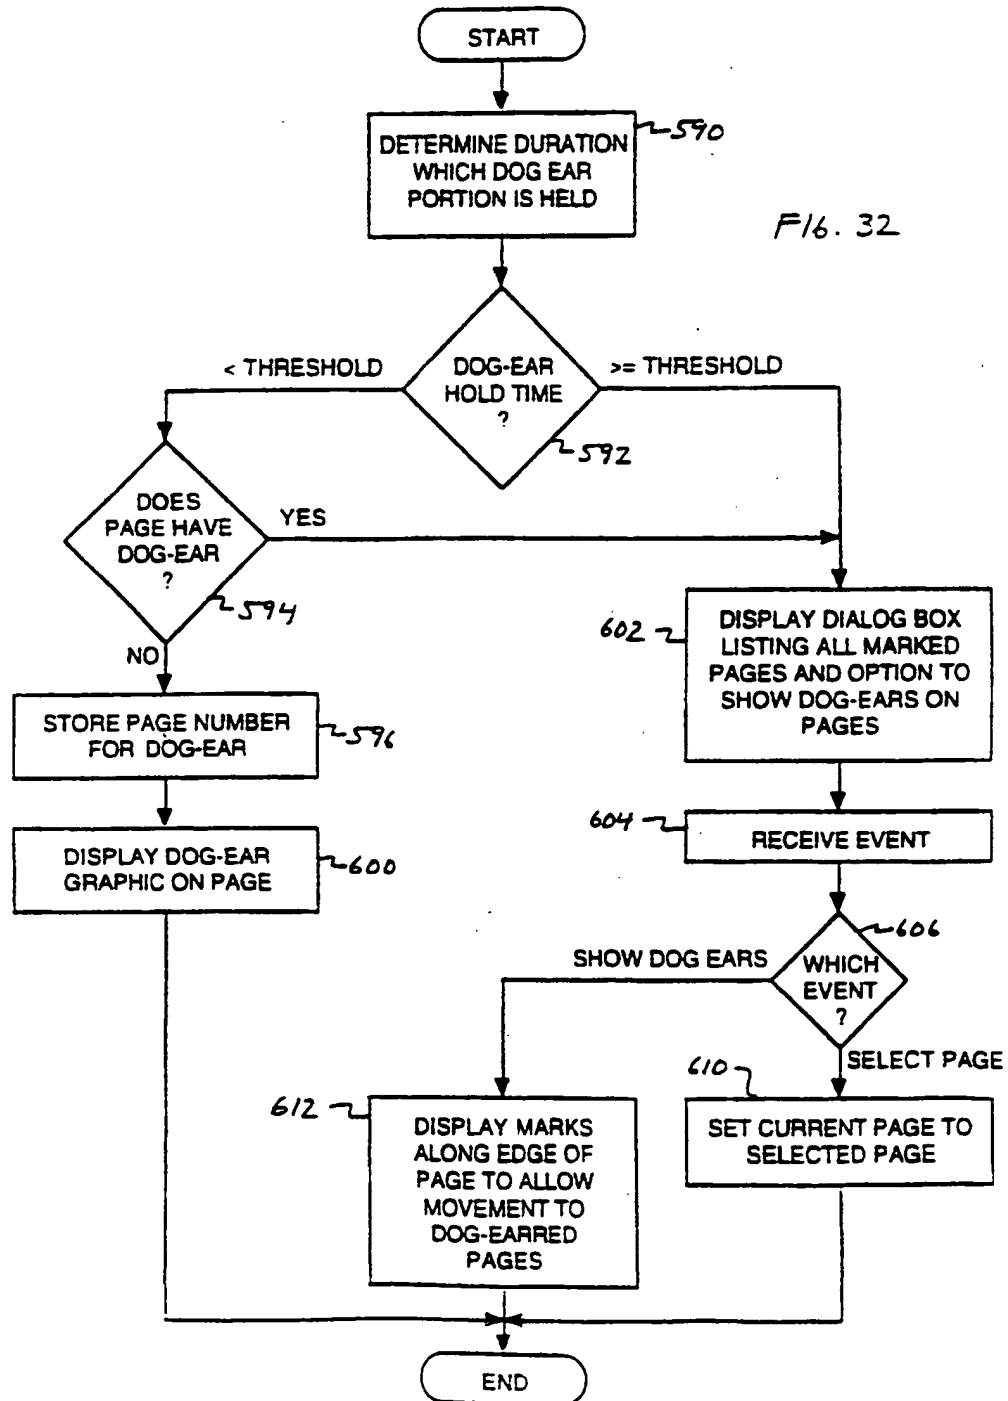 START
DETERMINE DURATION
WHICH DOG EAR
PORTION IS HELD
590
FIG. 32
< THRESHOLD
DOG-EAR
HOLD TIME
?
>= THRESHOLD
592
DOES
PAGE HAVE
DOG-EAR
?
YES
594
NO
602
DISPLAY DIALOG BOX
LISTING ALL MARKED
PAGES AND OPTION TO
SHOW DOG-EARS ON
PAGES
STORE PAGE NUMBER
FOR DOG-EAR
596
604
RECEIVE EVENT
DISPLAY DOG-EAR
GRAPHIC ON PAGE
600
606
SHOW DOG EARS
WHICH
EVENT
?
SELECT PAGE
610
612
DISPLAY MARKS
ALONG EDGE OF
PAGE TO ALLOW
MOVEMENT TO
DOG-EARRED
PAGES
SET CURRENT PAGE TO
SELECTED PAGE
END